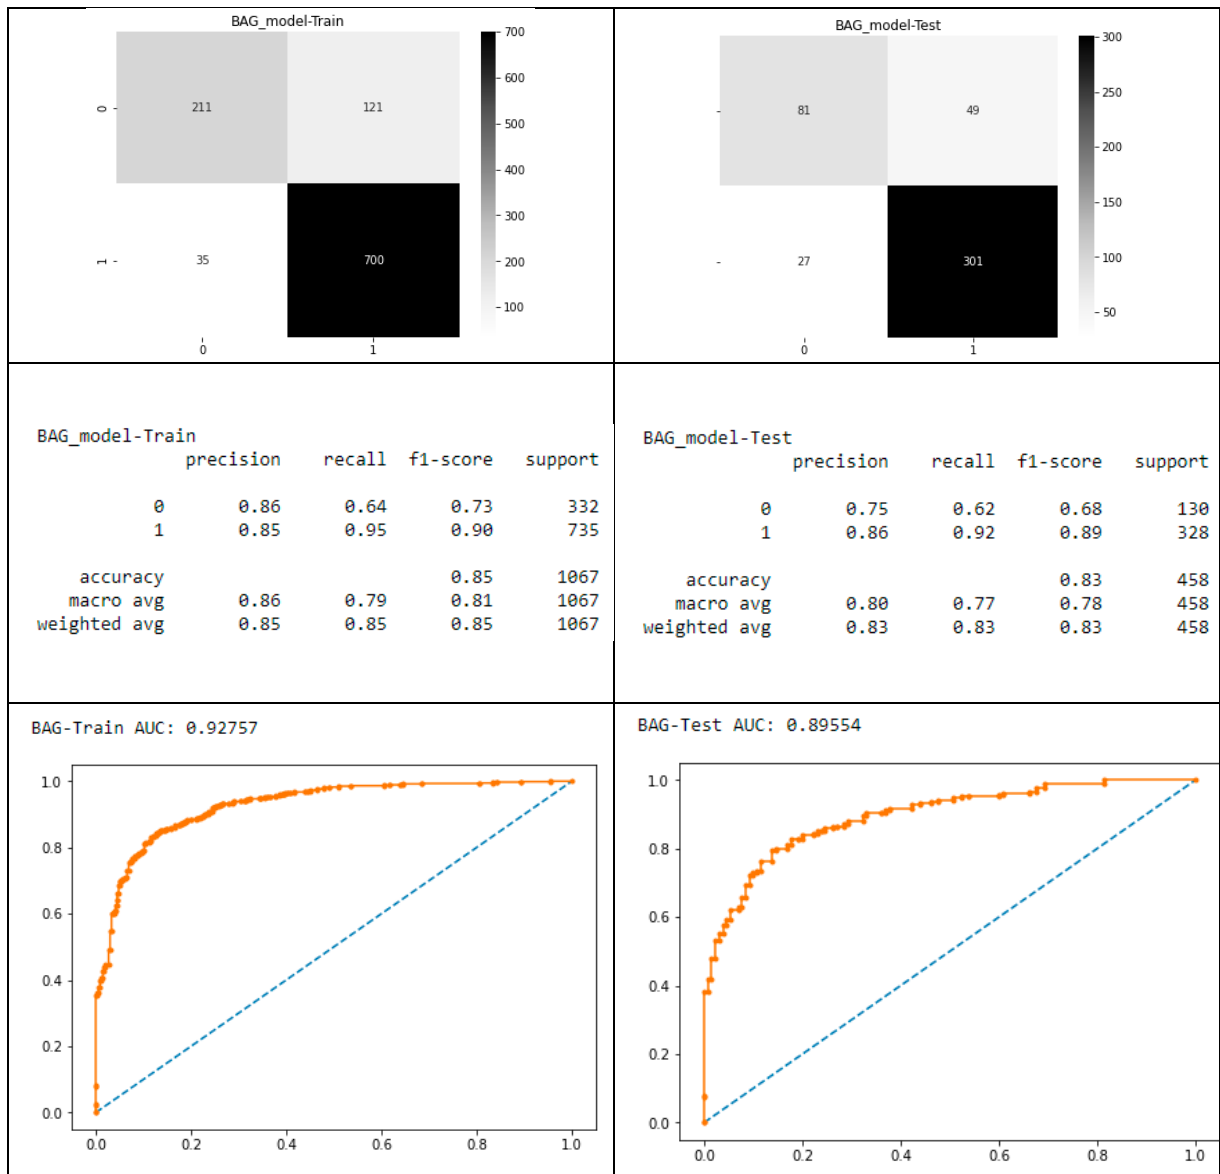 BAG_model-Train
211 121
35 700
0
1
0 1
700
600
500
400
300
200
100
BAG_model-Test
81 49
27 301
0 1
300
250
200
150
100
50
BAG_model-Train
precision recall f1-score support
0 0.86 0.64 0.73 332
1 0.85 0.95 0.90 735
accuracy 0.85 1067
macro avg 0.86 0.79 0.81 1067
weighted avg 0.85 0.85 0.85 1067
BAG_model-Test
precision recall f1-score support
0 0.75 0.62 0.68 130
1 0.86 0.92 0.89 328
accuracy 0.83 458
macro avg 0.80 0.77 0.78 458
weighted avg 0.83 0.83 0.83 458
BAG-Train AUC: 0.92757
1.0
0.8
0.6
0.4
0.2
0.0
0.0 0.2 0.4 0.6 0.8 1.0
BAG-Test AUC: 0.89554
1.0
0.8
0.6
0.4
0.2
0.0
0.0 0.2 0.4 0.6 0.8 1.0